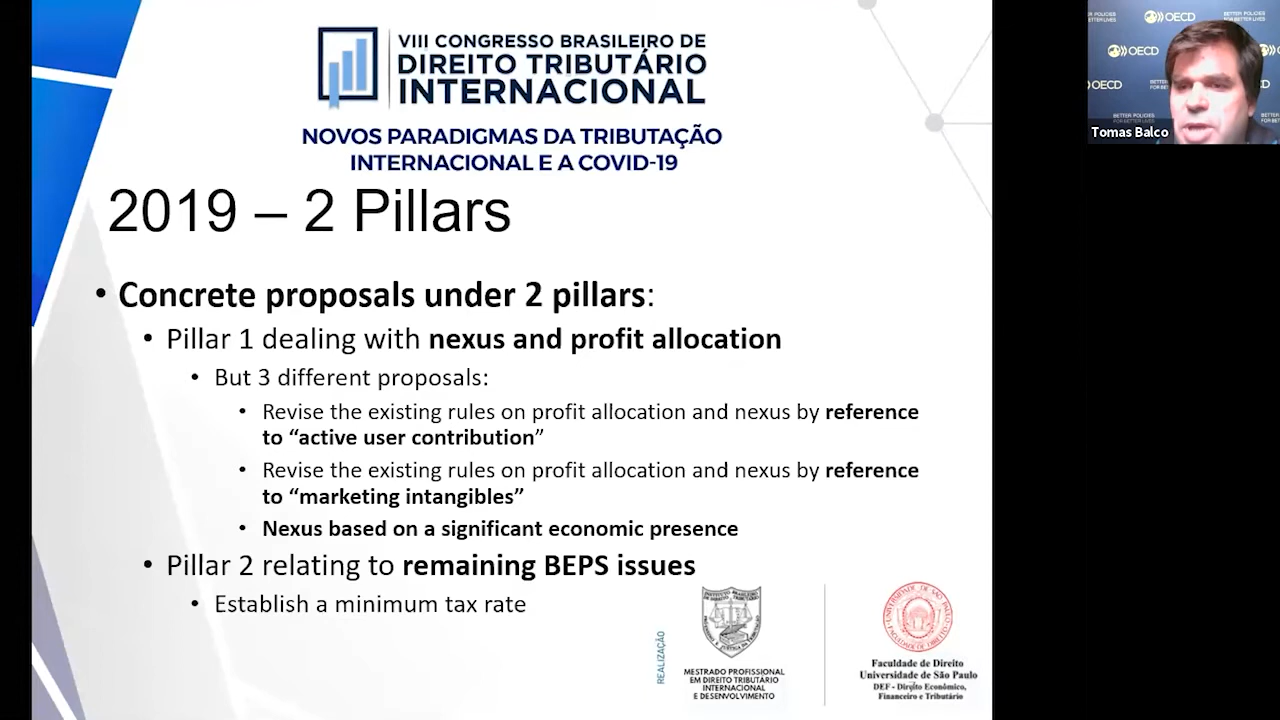 VIII CONGRESSO BRASILEIRO DE
DIREITO TRIBUTÁRIO
INTERNACIONAL
NOVOS PARADIGMAS DA TRIBUTAÇÃO
INTERNACIONAL E A COVID-19
2019 – 2 Pillars
• Concrete proposals under 2 pillars:
• Pillar 1 dealing with nexus and profit allocation
• But 3 different proposals:
• Revise the existing rules on profit allocation and nexus by reference
to “active user contribution”
• Revise the existing rules on profit allocation and nexus by reference
to “marketing intangibles”
• Nexus based on a significant economic presence
• Pillar 2 relating to remaining BEPS issues
• Establish a minimum tax rate
REALIZAÇÃO
MESTRADO PROFISSIONAL
EM DIREITO TRIBUTÁRIO
INTERNACIONAL
E DESENVOLVIMENTO
Faculdade de Direito
Universidade de São Paulo
DEF - Direito Econômico,
Financeiro e Tributário
OECD
OECD
OECD
Tomas Balco